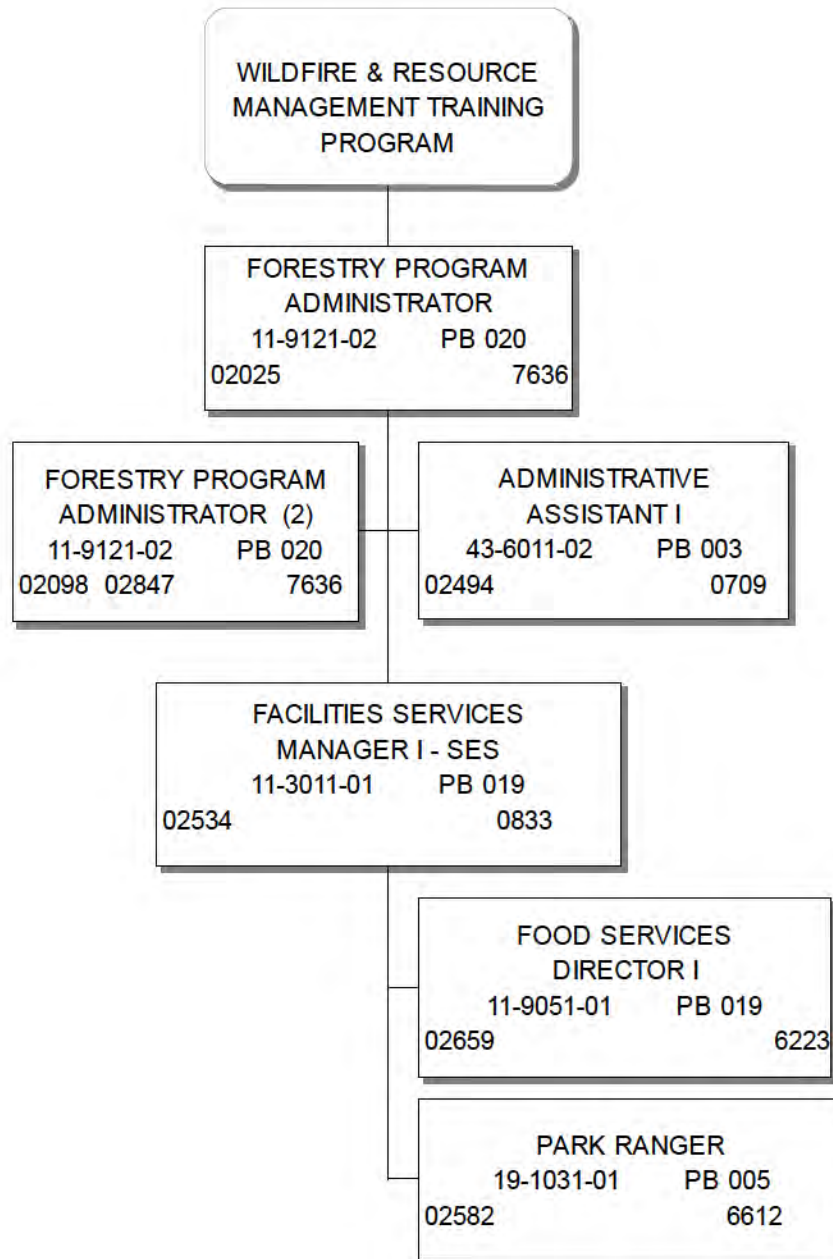 WILDFIRE & RESOURCE
MANAGEMENT TRAINING
PROGRAM
FORESTRY PROGRAM
ADMINISTRATOR
11-9121-02 PB 020
02025 7636
FORESTRY PROGRAM
ADMINISTRATOR (2)
11-9121-02 PB 020
02098 02847 7636
ADMINISTRATIVE
ASSISTANT I
43-6011-02 PB 003
02494 0709
FACILITIES SERVICES
MANAGER I - SES
11-3011-01 PB 019
02534 0833
FOOD SERVICES
DIRECTOR I
11-9051-01 PB 019
02659 6223
PARK RANGER
19-1031-01 PB 005
02582 6612